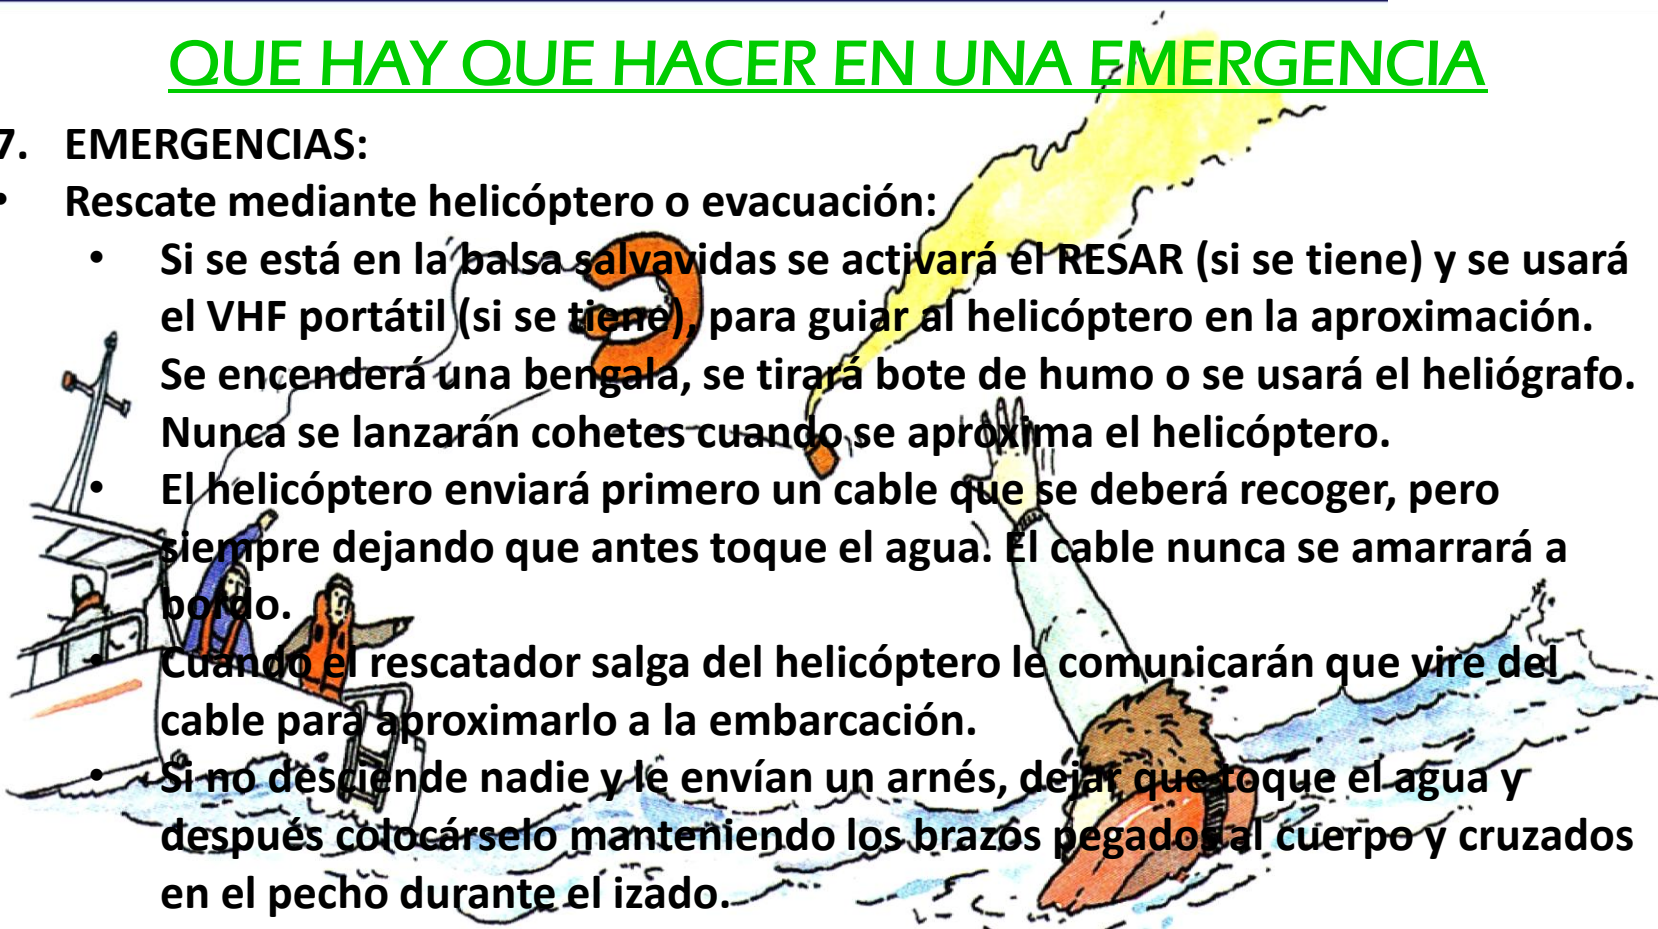 QUE HAY QUE HACER EN UNA EMERGENCIA
7. EMERGENCIAS:
• Rescate mediante helicóptero o evacuación:
• Si se está en la balsa salvavidas se activará el RESAR (si se tiene) y se usará
el VHF portátil (si se tiene), para guiar al helicóptero en la aproximación.
Se encenderá una bengala, se tirará bote de humo o se usará el heliógrafo.
Nunca se lanzarán cohetes cuando se aproxima el helicóptero.
• El helicóptero enviará primero un cable que se deberá recoger, pero
siempre dejando que antes toque el agua. El cable nunca se amarrará a
bordo.
• Cuando el rescatador salga del helicóptero le comunicarán que vire del
cable para aproximarlo a la embarcación.
• Si no desciende nadie y le envían un arnés, dejar que toque el agua y
después colocárselo manteniendo los brazos pegados al cuerpo y cruzados
en el pecho durante el izado.